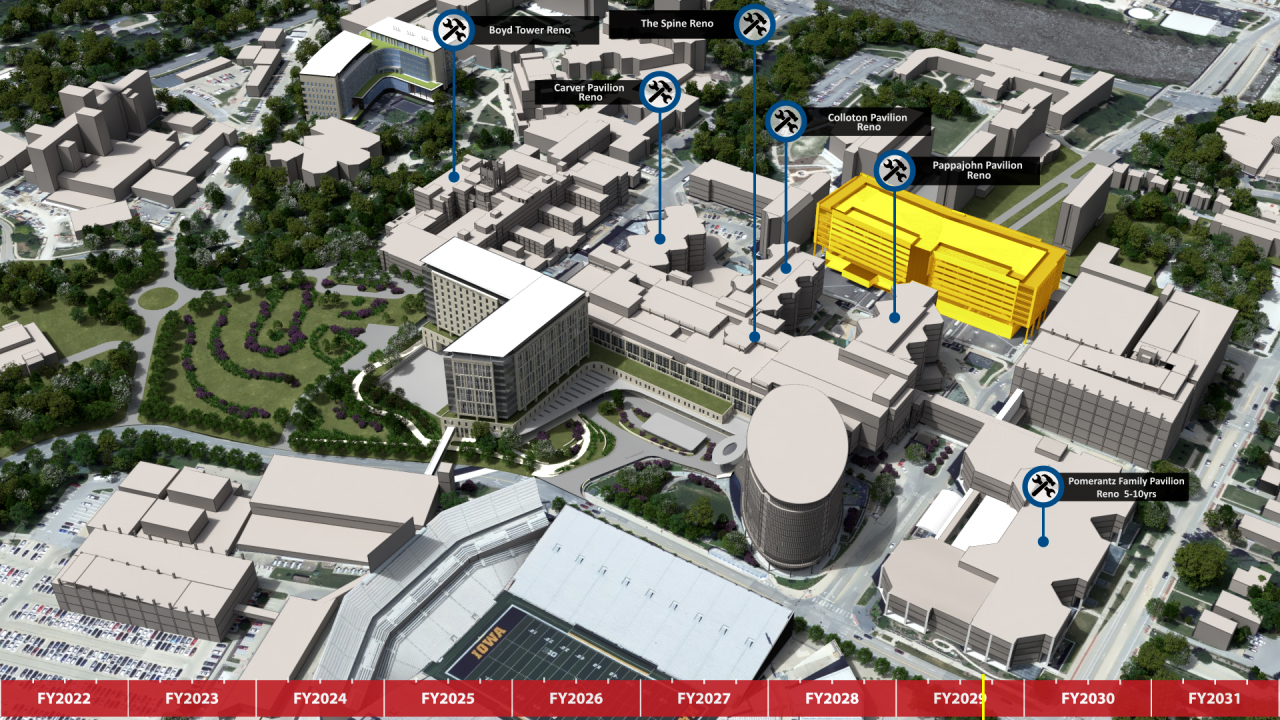 Boyd Tower Reno
The Spine Reno
Carver Pavilion
Reno
Colloton Pavilion
Reno
Pappajohn Pavilion
Reno
Pomerantz Family Pavilion
Reno 5-10yrs
IOWA
FY2022
FY2023
FY2024
FY2025
FY2026
FY2027
FY2028
FY2029
FY2030
FY2031